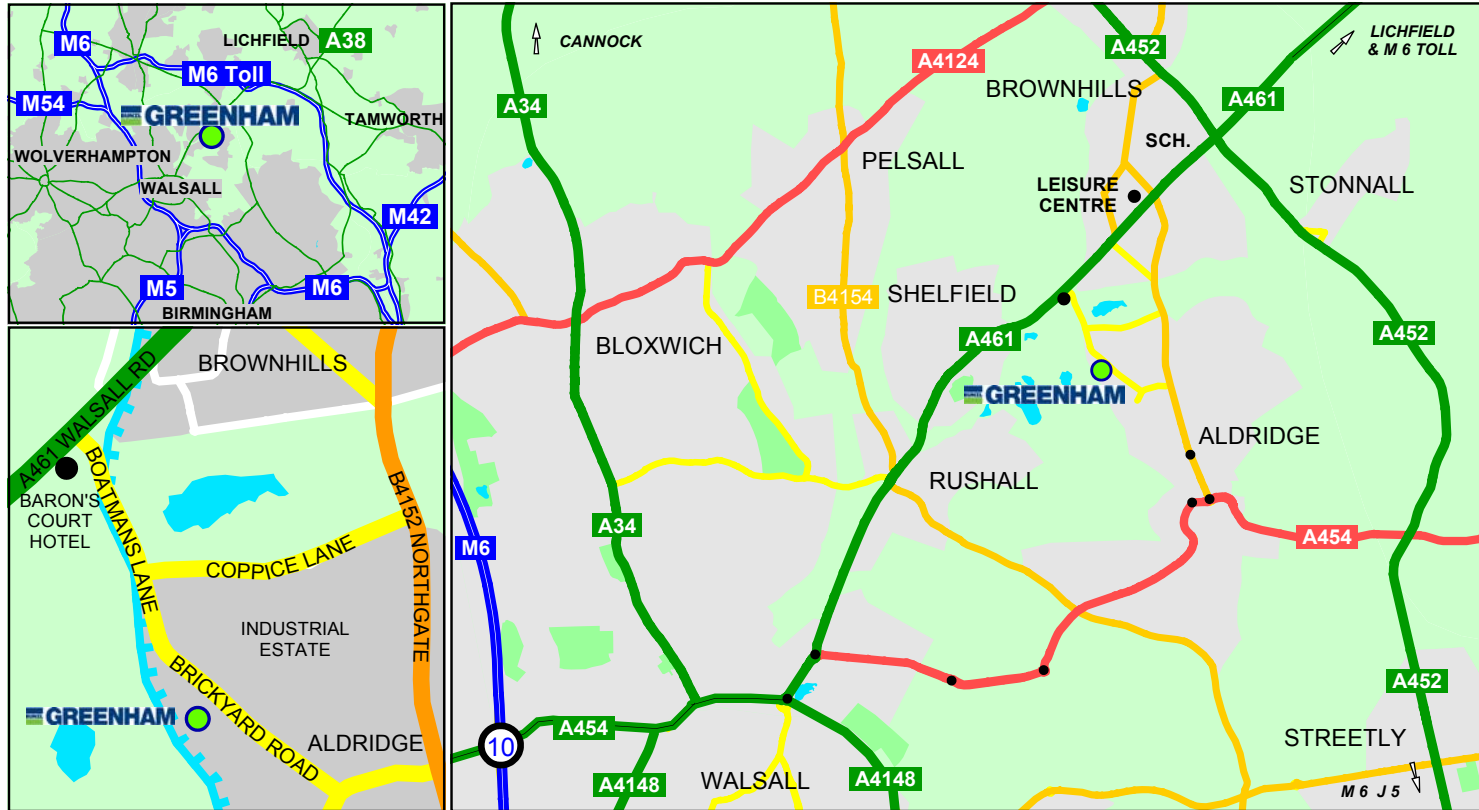 M6
LICHFIELD
A38
M6 Toll
M54
GREENHAM
TAMWORTH
WOLVERHAMPTON
WALSALL
M42
M5
M6
BIRMINGHAM
A461 WALSALL RD
BROWNHILLS
BOATMANS LANE
BARON'S
COURT
HOTEL
B4152 NORTHGATE
COPPICE LANE
INDUSTRIAL
ESTATE
BRICKYARD ROAD
GREENHAM
ALDRIDGE
CANNOCK
A452
LICHFIELD
& M 6 TOLL
A4124
BROWNHILLS
A34
A461
SCH.
PELSALL
LEISURE
CENTRE
STONNALL
B4154
SHELFIELD
A461
A452
BLOXWICH
GREENHAM
ALDRIDGE
RUSHALL
A34
A454
M6
A452
A454
10
STREETLY
WALSALL
A4148
A4148
M 6 J 5